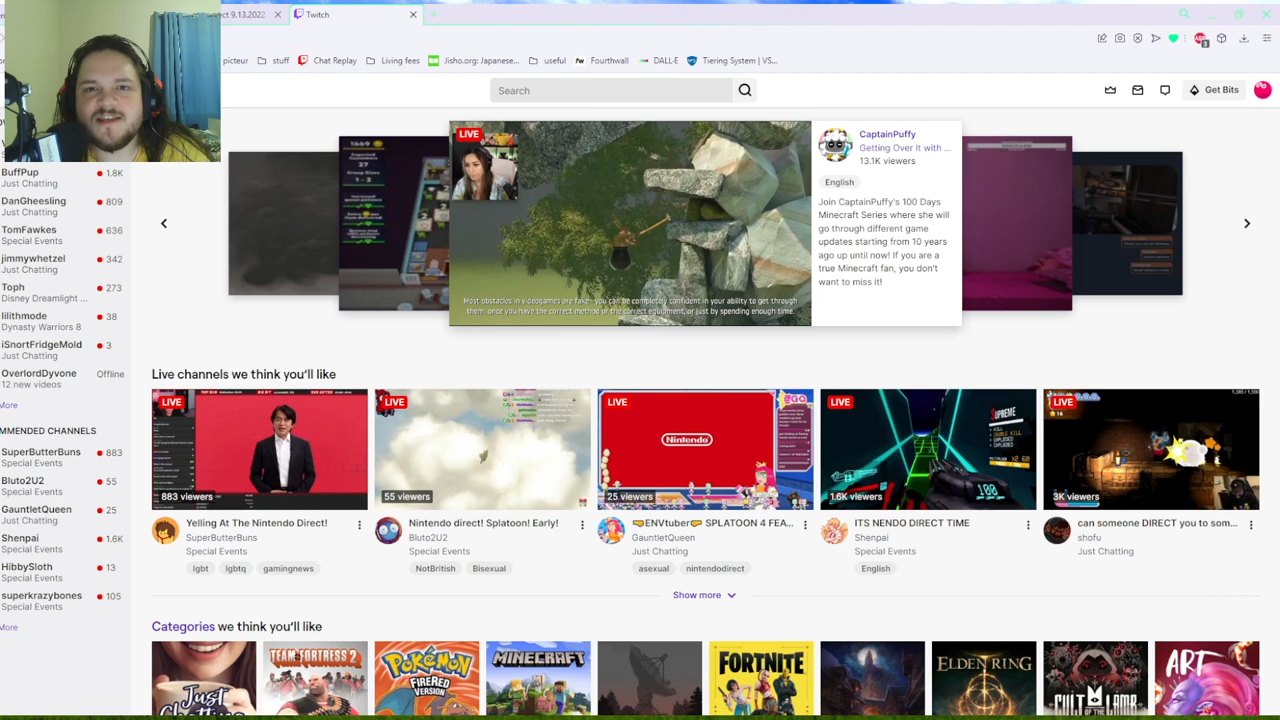 ect 9.13.2022
Twitch
picteur
stuff
Chat Replay
Living fees
Jisho.org: Japanese...
useful
Fourthwall
DALL-E
Tiering System | VS...
Search
Get Bits
BuffPup
1.8K
Just Chatting
DanGheesling
809
Just Chatting
TomFawkes
636
Special Events
jimmywhetzel
342
Just Chatting
Toph
273
Disney Dreamlight ...
lilithmode
38
Dynasty Warriors 8
iSnortFridgeMold
3
Just Chatting
OverlordDyvone
Offline
12 new videos
More
MMENDED CHANNELS
SuperButterBuns
883
Special Events
Bluto2U2
55
Special Events
GauntletQueen
25
Just Chatting
Shenpai
1.6K
Special Events
HibbySloth
13
Special Events
superkrazybones
105
Special Events
More
LIVE
Most obstacles in videogames are fake - you can be completely confident in your ability to get through
them, once you have the correct method or the correct equipment, or just by spending enough time.
CaptainPuffy
Getting Over It with ...
13.1K viewers
English
Join CaptainPuffy's 100 Days
Minecraft Series where she will
go through different game
updates starting from 10 years
ago up until now! If you are a
true Minecraft fan, you don't
want to miss it!
Live channels we think you'll like
LIVE
883 viewers
Yelling At The Nintendo Direct!
SuperButterBuns
Special Events
lgbt
lgbtq
gamingnews
LIVE
55 viewers
Nintendo direct! Splatoon! Early!
Bluto2U2
Special Events
NotBritish
Bisexual
LIVE
Nintendo
25 viewers
🤝ENVtuber🤝 SPLATOON 4 FEA...
GauntletQueen
Just Chatting
asexual
nintendodirect
LIVE
SUPREME
188
1.6K viewers
ITS NENDO DIRECT TIME
Shenpai
Special Events
English
LIVE
3K viewers
can someone DIRECT you to som...
shofu
Just Chatting
Show more
Categories we think you'll like
Just
Chatting
TEAM FORTRESS 2
POKéMON
FIRERED
VERSION
MINECRAFT
FORTNITE
ELDEN RING
CULT OF THE LAMB
ART